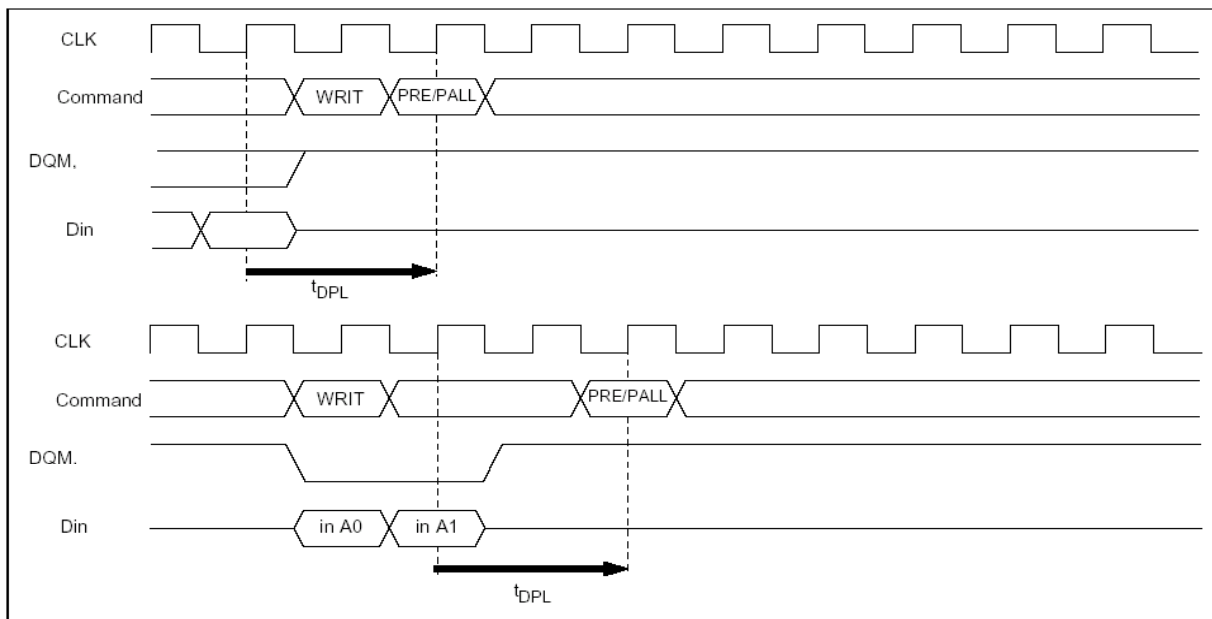 CLK
Command WRIT PRE/PALL
DQM,
Din
tDPL
CLK
Command WRIT PRE/PALL
DQM.
Din in A0 in A1
tDPL